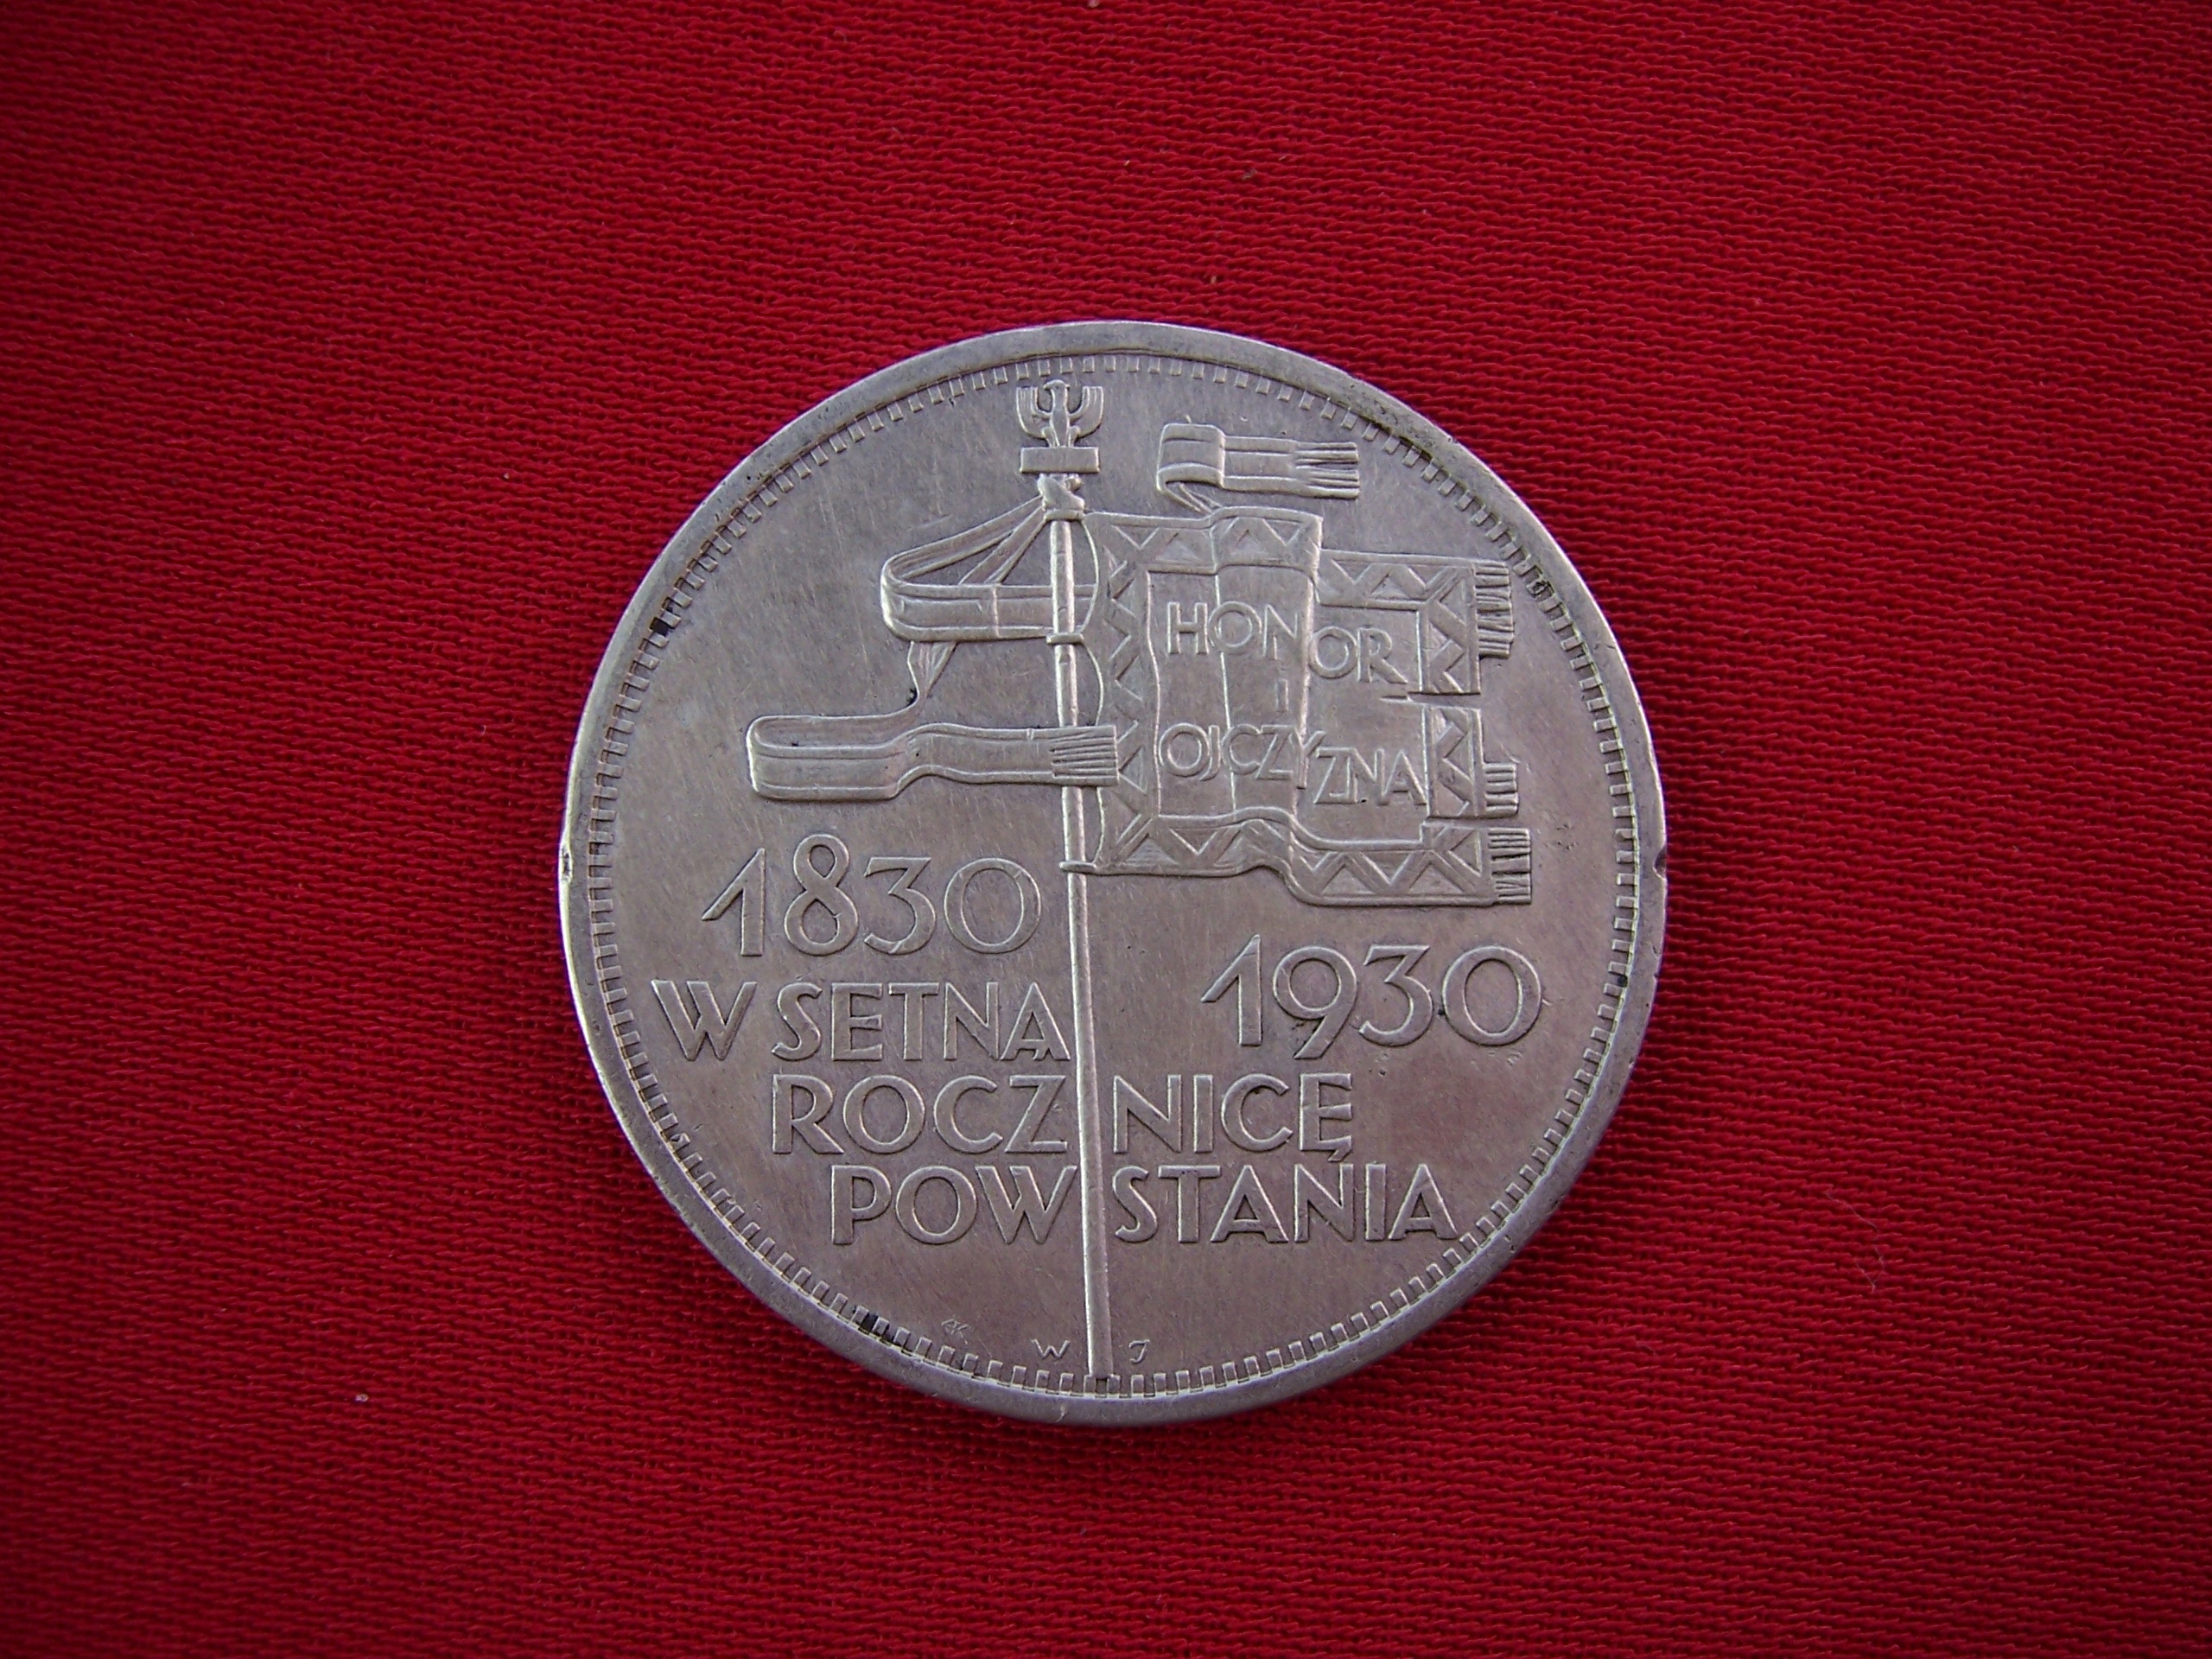 HONOR
I
OJCZYZNA
1830
1930
W SETNĄ
ROCZNICĘ
POWSTANIA
W J